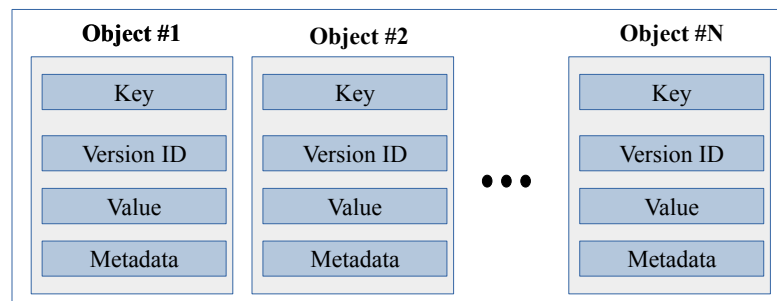 Object #1
Object #2
Object #N
Key
Key
Key
Version ID
Version ID
Version ID
Value
Value
Value
Metadata
Metadata
Metadata